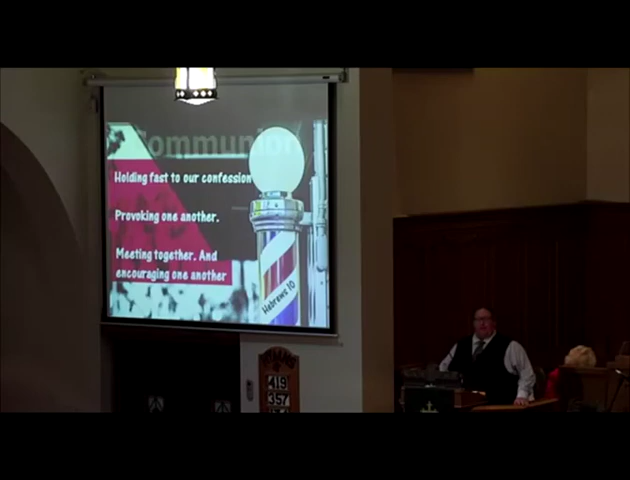 Communion
Holding fast to our confession
Provoking one another.
Meeting together. And
encouraging one another
Hebrews 10
HYMNS
419
357